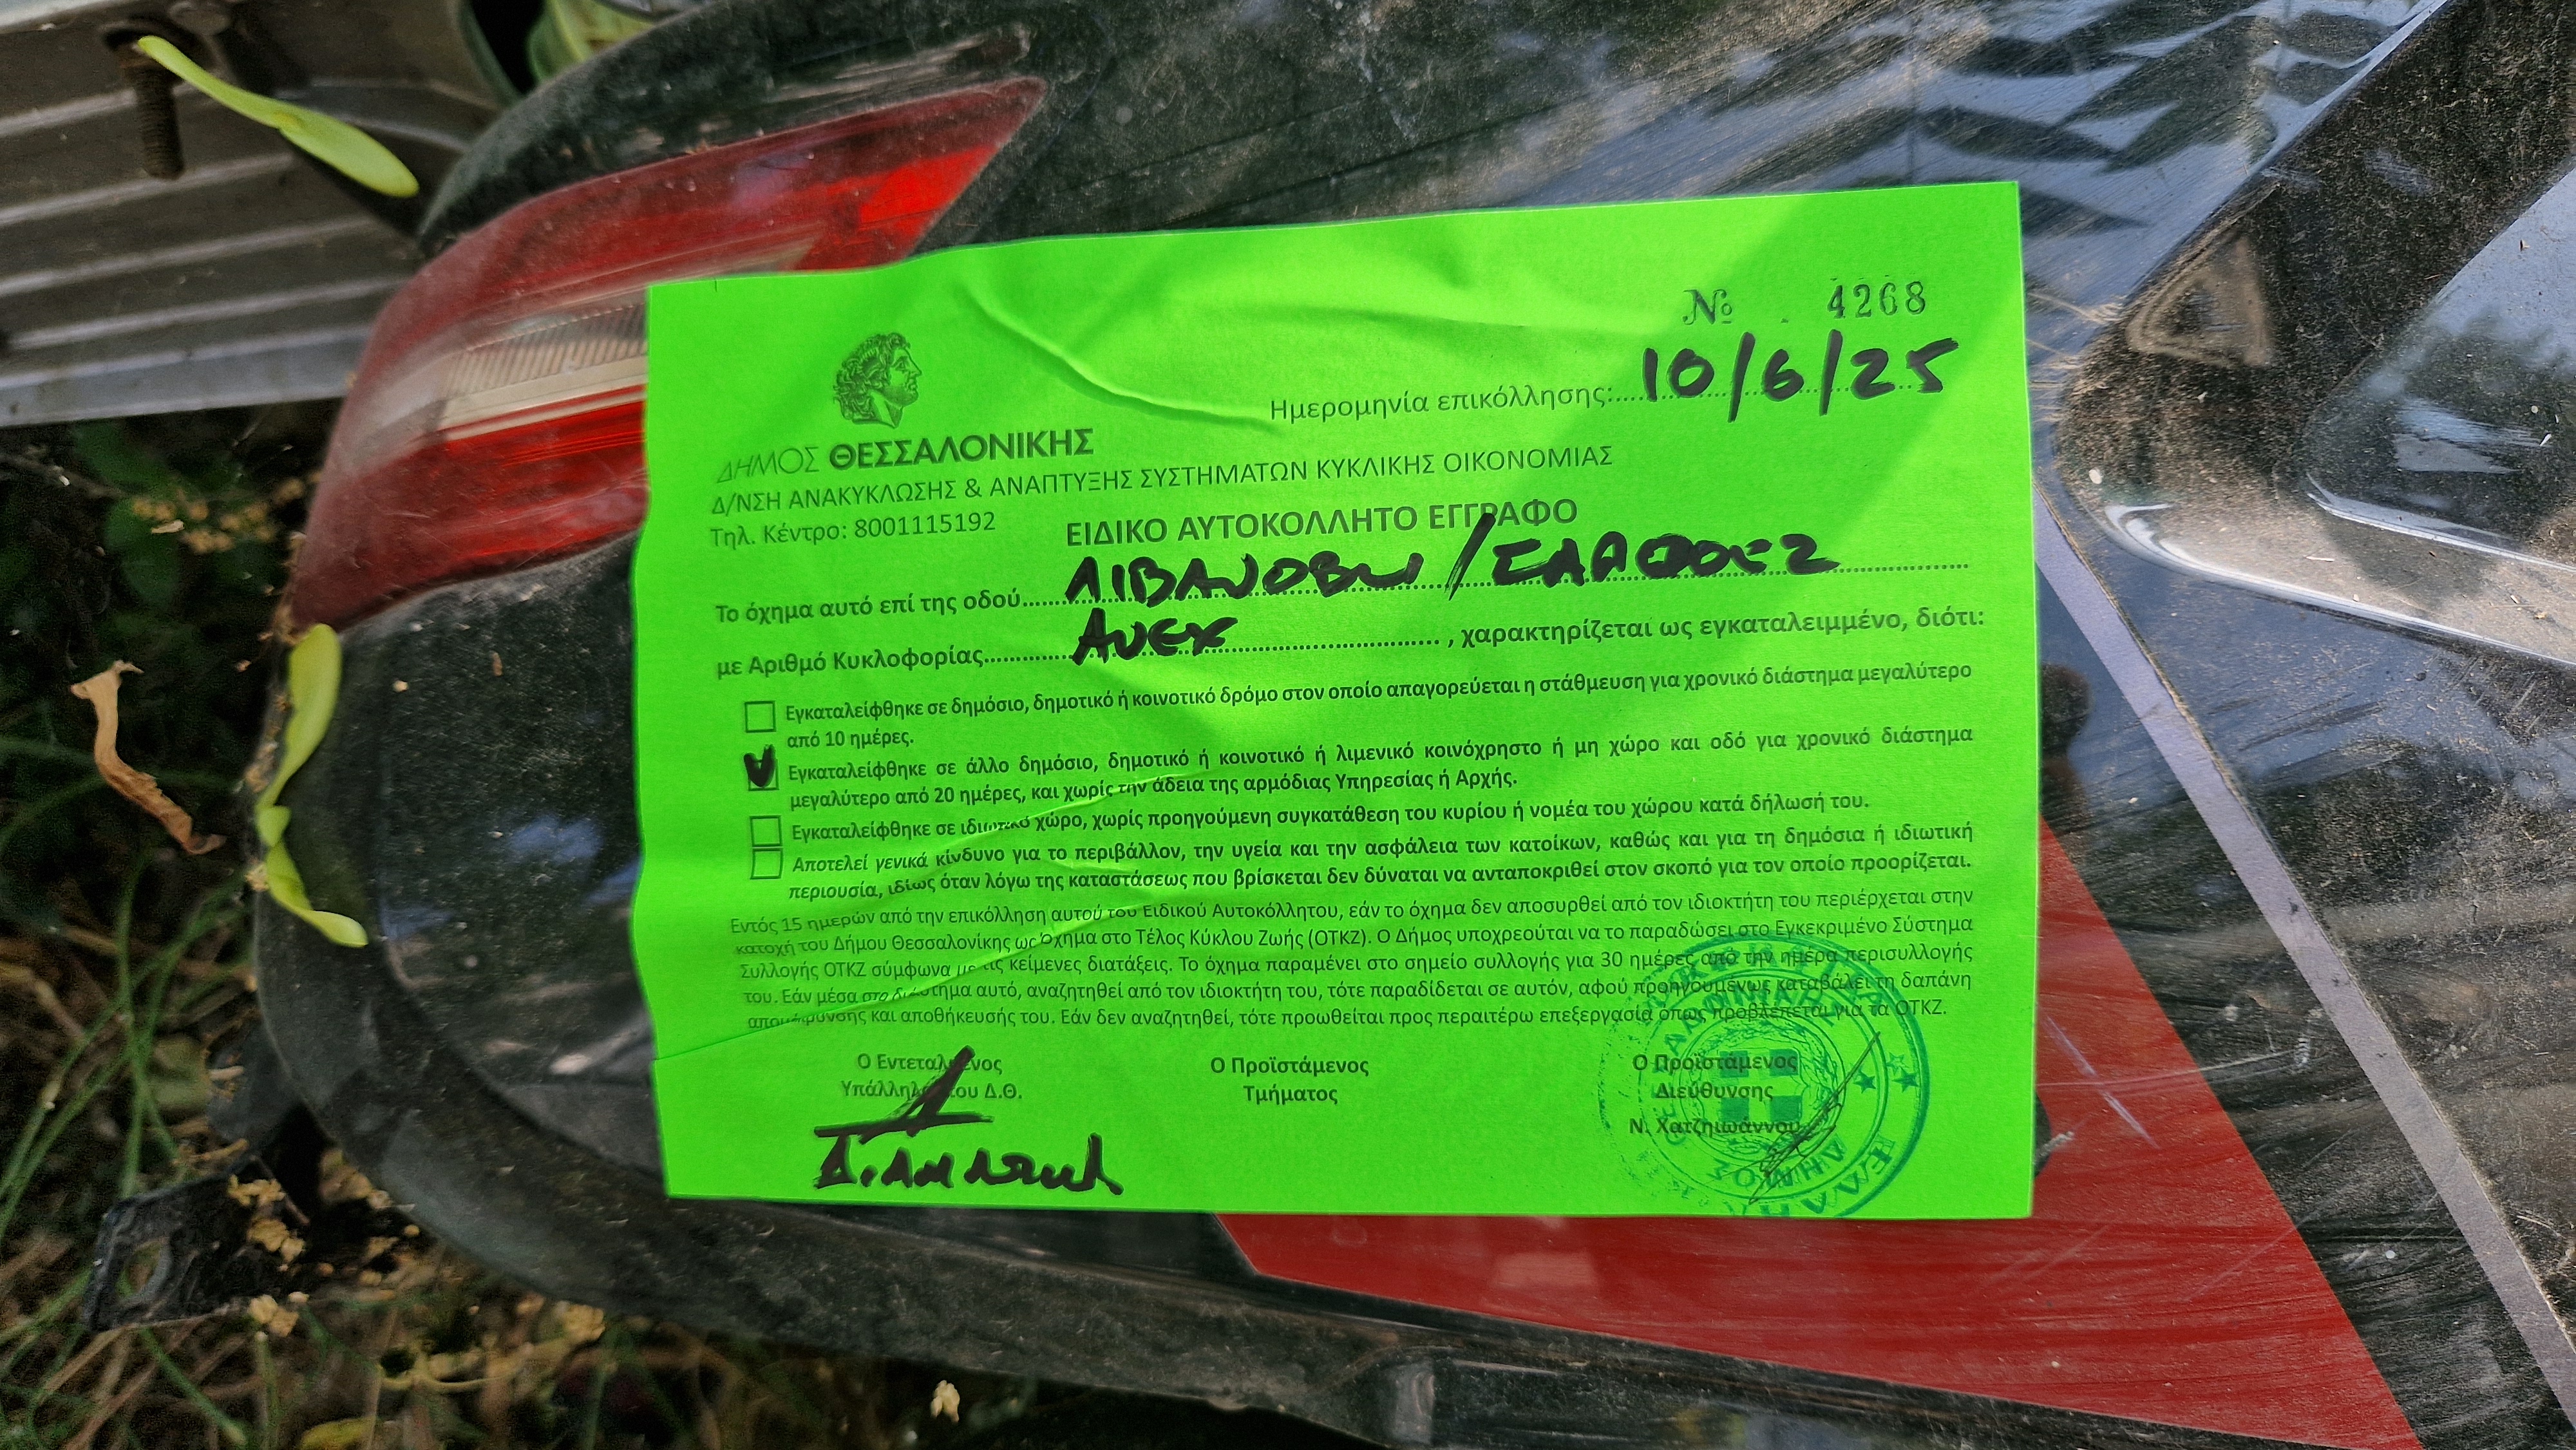 № 4268
Ημερομηνία επικόλλησης: 10/6/25
ΔΗΜΟΣ ΘΕΣΣΑΛΟΝΙΚΗΣ
Δ/ΝΣΗ ΑΝΑΚΥΚΛΩΣΗΣ & ΑΝΑΠΤΥΞΗΣ ΣΥΣΤΗΜΑΤΩΝ ΚΥΚΛΙΚΗΣ ΟΙΚΟΝΟΜΙΑΣ
Τηλ. Κέντρο: 8001115192
ΕΙΔΙΚΟ ΑΥΤΟΚΟΛΛΗΤΟ ΕΓΓΡΑΦΟ
Το όχημα αυτό επί της οδού
με Αριθμό Κυκλοφορίας , χαρακτηρίζεται ως εγκαταλειμμένο, διότι:
Εγκαταλείφθηκε σε δημόσιο, δημοτικό ή κοινοτικό δρόμο στον οποίο απαγορεύεται η στάθμευση για χρονικό διάστημα μεγαλύτερο
από 10 ημέρες.
Εγκαταλείφθηκε σε άλλο δημόσιο, δημοτικό ή κοινοτικό ή λιμενικό κοινόχρηστο ή μη χώρο και οδό για χρονικό διάστημα
μεγαλύτερο από 20 ημέρες, και χωρίς την άδεια της αρμόδιας Υπηρεσίας ή Αρχής.
Εγκαταλείφθηκε σε ιδιωτικό χώρο, χωρίς προηγούμενη συγκατάθεση του κυρίου ή νομέα του χώρου κατά δήλωσή του.
Αποτελεί γενικά κίνδυνο για το περιβάλλον, την υγεία και την ασφάλεια των κατοίκων, καθώς και για τη δημόσια ή ιδιωτική
περιουσία, ιδίως όταν λόγω της καταστάσεως που βρίσκεται δεν δύναται να ανταποκριθεί στον σκοπό για τον οποίο προορίζεται.
Εντός 15 ημερών από την επικόλληση αυτού του Ειδικού Αυτοκόλλητου, εάν το όχημα δεν αποσυρθεί από τον ιδιοκτήτη του περιέρχεται στην
κατοχή του Δήμου Θεσσαλονίκης ως Όχημα στο Τέλος Κύκλου Ζωής (ΟΤΚΖ). Ο Δήμος υποχρεούται να το παραδώσει στο Εγκεκριμένο Σύστημα
Συλλογής ΟΤΚΖ σύμφωνα με τις κείμενες διατάξεις. Το όχημα παραμένει στο σημείο συλλογής για 30 ημέρες από την ημέρα περισυλλογής
του. Εάν μέσα στο διάστημα αυτό, αναζητηθεί από τον ιδιοκτήτη του, τότε παραδίδεται σε αυτόν, αφού προηγουμένως καταβάλει τη δαπάνη
απομάκρυνσης και αποθήκευσής του. Εάν δεν αναζητηθεί, τότε προωθείται προς περαιτέρω επεξεργασία όπως προβλέπεται για τα ΟΤΚΖ.
Ο Εντεταλμένος
Υπάλληλος του Δ.Θ.
Ο Προϊστάμενος
Τμήματος
Ο Προϊστάμενος
Διεύθυνσης
Ν. Χατζηιωάννου